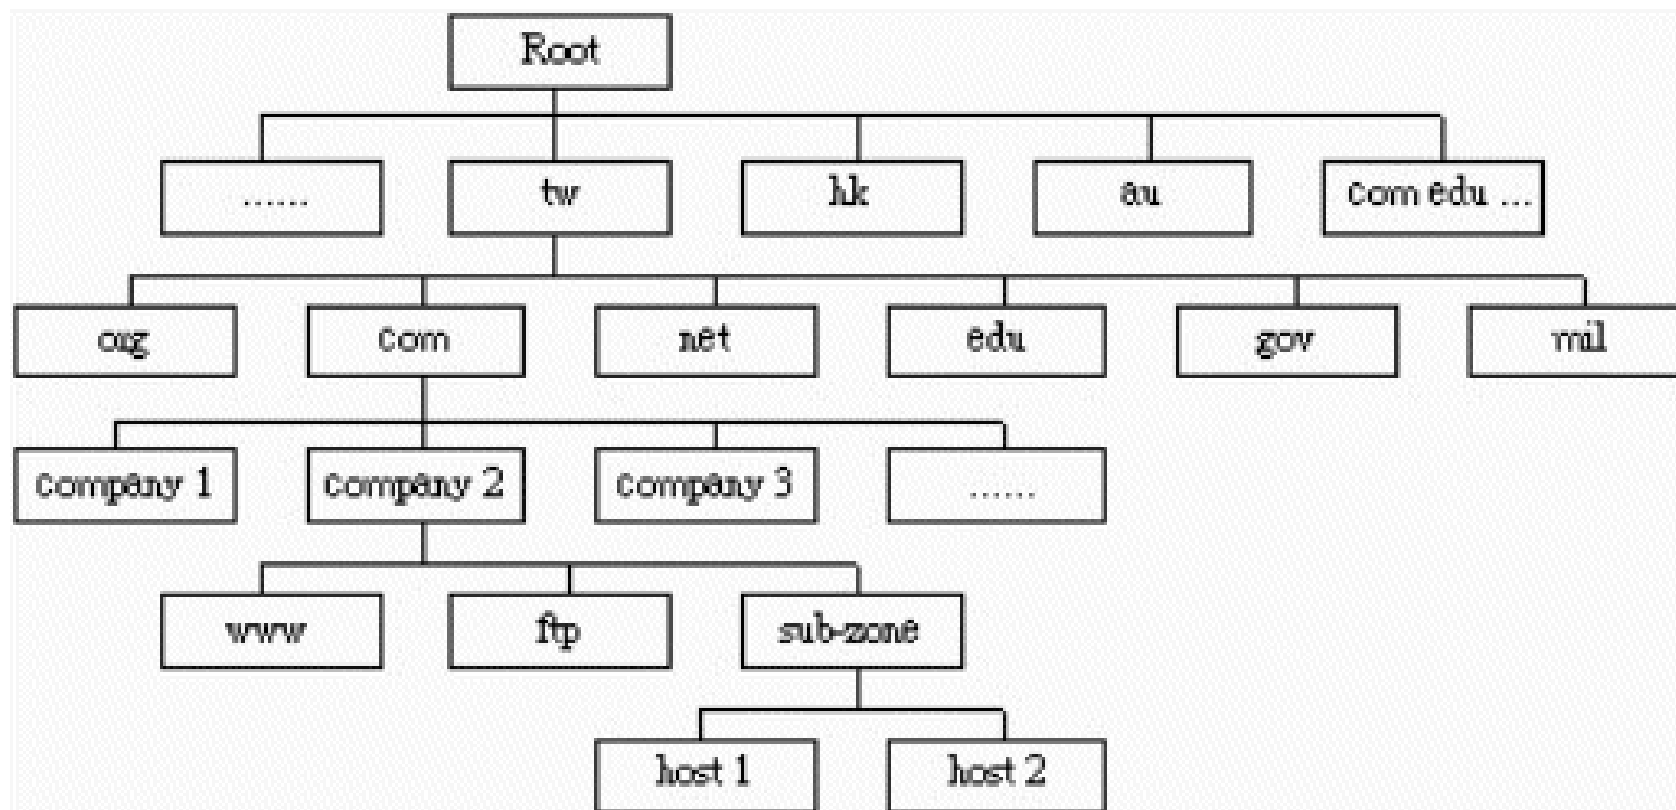 Root
...... tw hk au com edu ...
org com net edu gov mil
company 1 company 2 company 3 ......
www ftp sub-zone
host 1 host 2